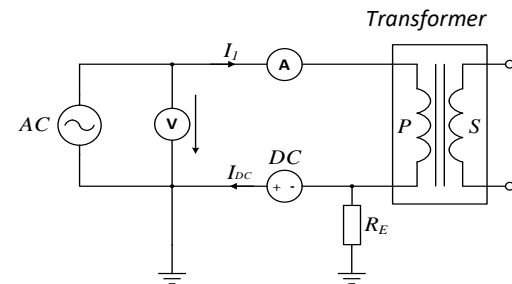 Transformer
I1
A
AC
V
P
S
IDC
DC
+ -
RE